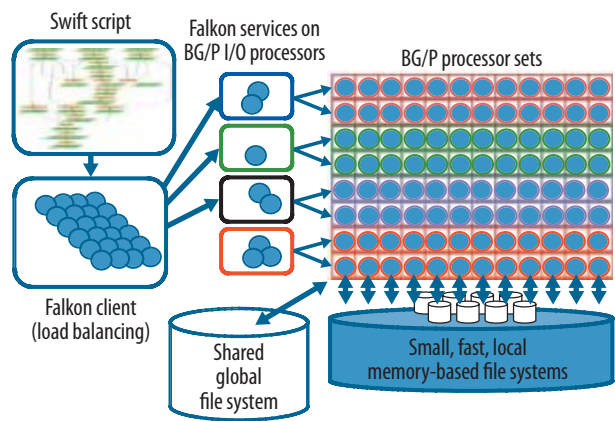 Swift script
Falkon services on
BG/P I/O processors
BG/P processor sets
Falkon client
(load balancing)
Shared
global
file system
Small, fast, local
memory-based file systems